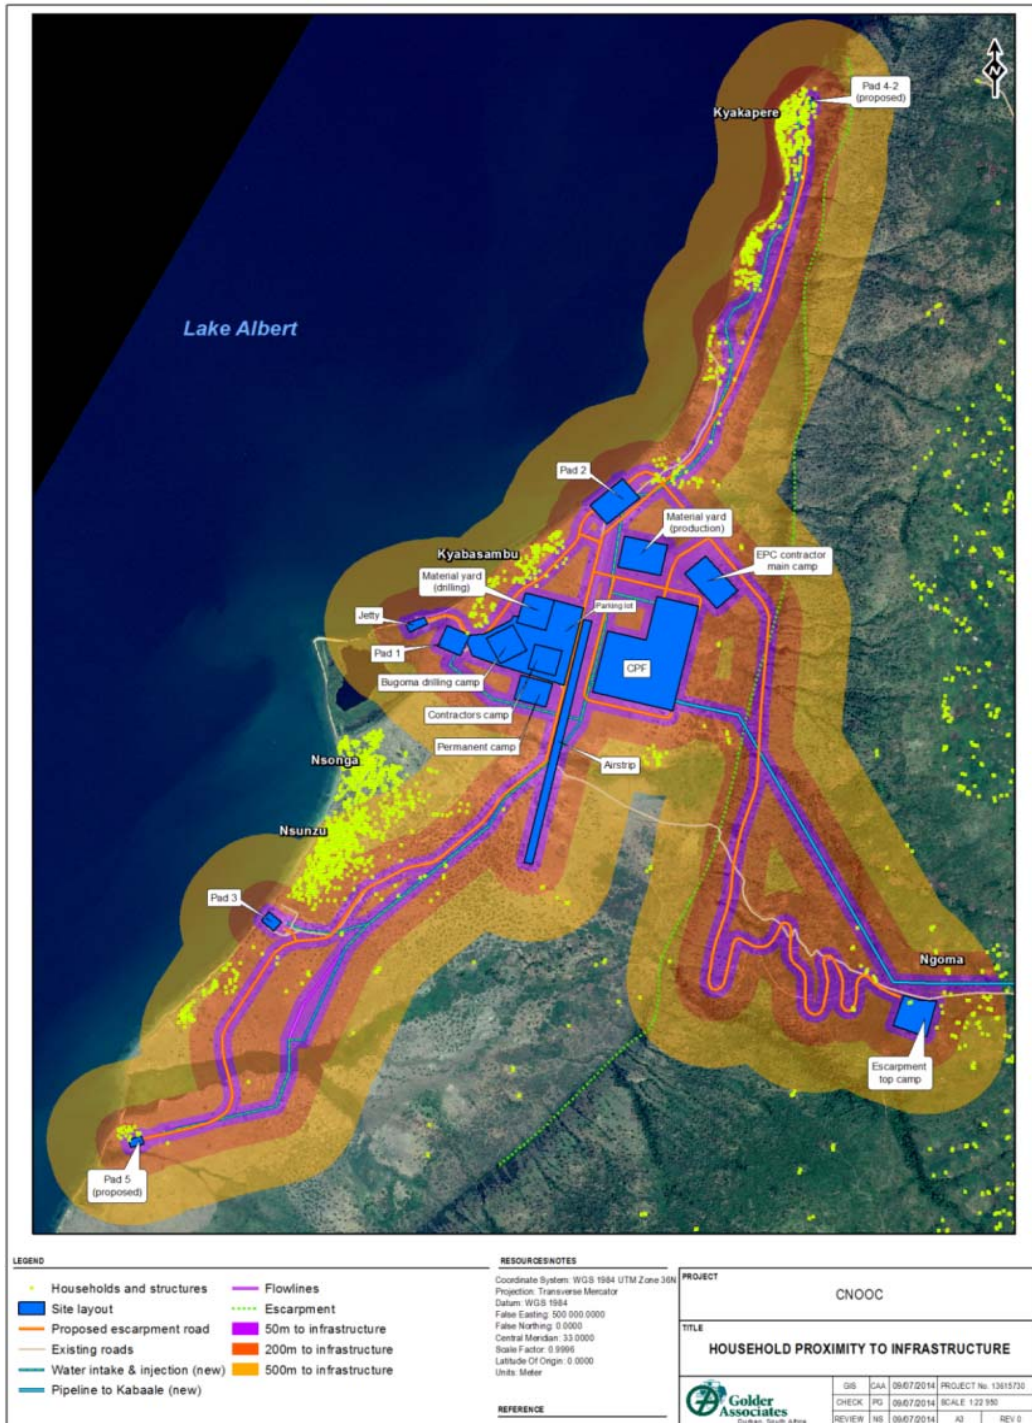 N
Pad 4-2
(proposed)
Kyakapere
Lake Albert
Pad 2
Material yard
(production)
Kyabasambu
EPC contractor
main camp
Material yard
(drilling)
Parking lot
Jetty
Pad 1
CPF
Bugoma drilling camp
Contractors camp
Permanent camp
Airstrip
Nsonga
Nsunzu
Pad 3
Ngoma
Escarpment
top camp
Pad 5
(proposed)
LEGEND
Households and structures
Site layout
Proposed escarpment road
Existing roads
Water intake & injection (new)
Pipeline to Kabaale (new)
Flowlines
Escarpment
50m to infrastructure
200m to infrastructure
500m to infrastructure
RESOURCES/NOTES
Coordinate System: WGS 1984 UTM Zone 36N
Projection: Transverse Mercator
Datum: WGS 1984
False Easting: 500 000.0000
False Northing: 0.0000
Central Meridian: 33.0000
Scale Factor: 0.9996
Latitude Of Origin: 0.0000
Units: Meter
REFERENCE
PROJECT
CNOOC
TITLE
HOUSEHOLD PROXIMITY TO INFRASTRUCTURE
Golder
Associates
Durban, South Africa
GIS CAA 09/07/2014 PROJECT No. 13615730
CHECK PG 09/07/2014 SCALE 1:22 950
REVIEW NS 09/07/2014 A3 REV 0